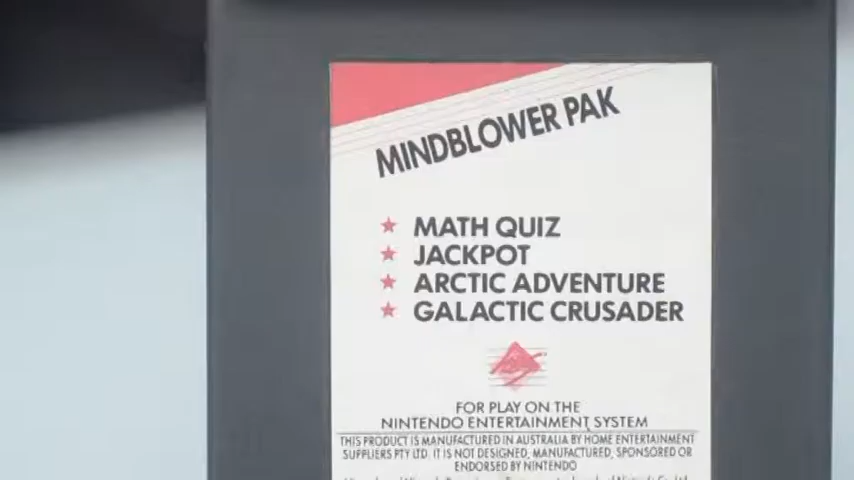 MINDBLOWER PAK
★ MATH QUIZ
★ JACKPOT
★ ARCTIC ADVENTURE
★ GALACTIC CRUSADER
FOR PLAY ON THE
NINTENDO ENTERTAINMENT SYSTEM
THIS PRODUCT IS MANUFACTURED IN AUSTRALIA BY HOME ENTERTAINMENT
SUPPLIERS PTY LTD. IT IS NOT DESIGNED, MANUFACTURED, SPONSORED OR
ENDORSED BY NINTENDO